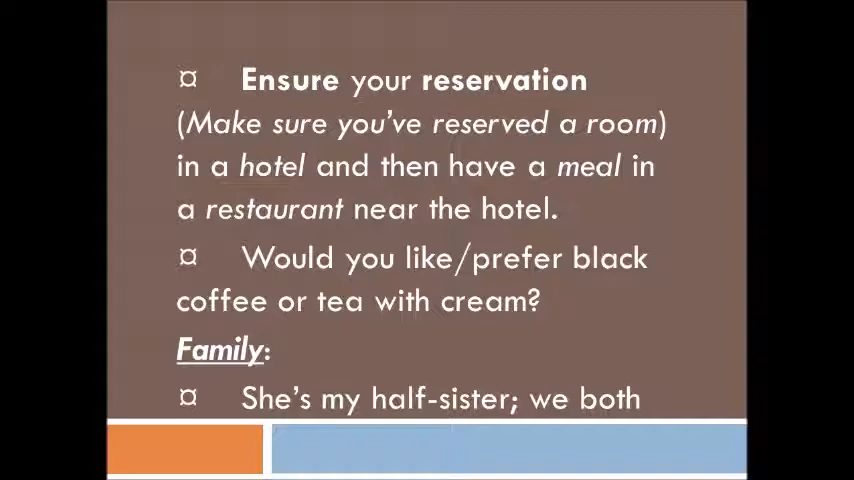 ¤ Ensure your reservation
(Make sure you've reserved a room)
in a hotel and then have a meal in
a restaurant near the hotel.
¤ Would you like/prefer black
coffee or tea with cream?
Family:
¤ She's my half-sister; we both